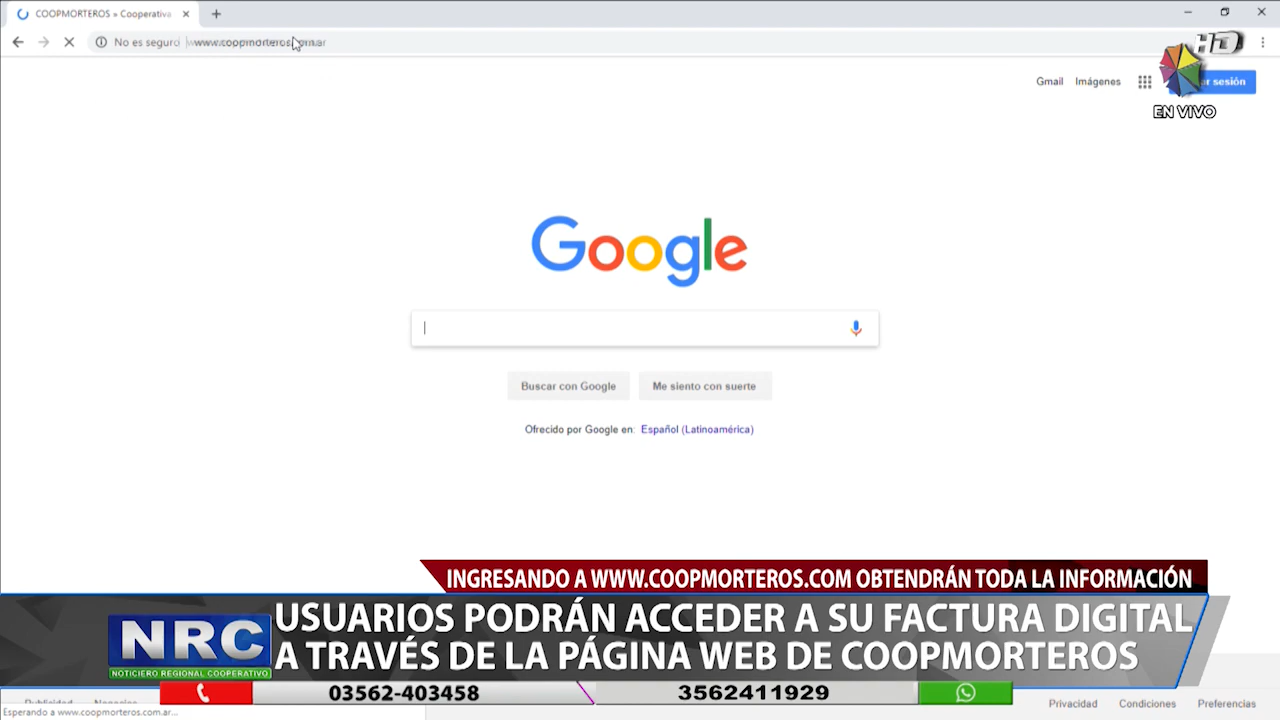 COOPMORTEROS » Cooperativa
No es seguro
www.coopmorteros.com.ar
HD
Gmail Imágenes
ar sesión
EN VIVO
Google
Buscar con Google Me siento con suerte
Ofrecido por Google en: Español (Latinoamérica)
INGRESANDO A WWW.COOPMORTEROS.COM OBTENDRÁN TODA LA INFORMACIÓN
NRC
NOTICIERO REGIONAL COOPERATIVO
USUARIOS PODRÁN ACCEDER A SU FACTURA DIGITAL
A TRAVÉS DE LA PÁGINA WEB DE COOPMORTEROS
03562-403458 3562411929
Privacidad Condiciones Preferencias
Esperando a www.coopmorteros.com.ar...